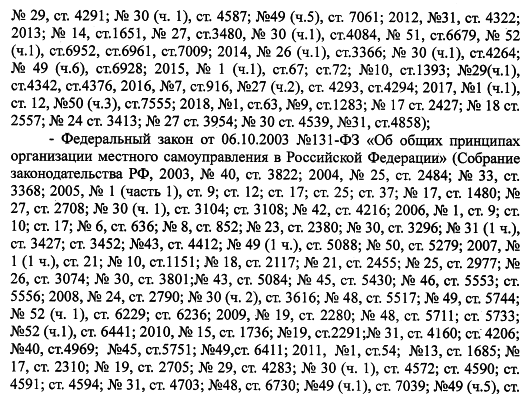 № 29, ст. 4291; № 30 (ч. 1), ст. 4587; №49 (ч.5), ст. 7061; 2012, №31, ст. 4322;
2013; № 14, ст.1651, № 27, ст.3480, № 30 (ч.1), ст.4084, № 51, ст.6679, № 52
(ч.1), ст.6952, ст.6961, ст.7009; 2014, № 26 (ч.1), ст.3366; № 30 (ч.1), ст.4264;
№ 49 (ч.6), ст.6928; 2015, № 1 (ч.1), ст.67; ст.72; №10, ст.1393; №29(ч.1),
ст.4342, ст.4376, 2016, №7, ст.916, №27 (ч.2), ст. 4293, ст.4294; 2017, №1 (ч.1),
ст. 12, №50 (ч.3), ст.7555; 2018, №1, ст.63, №9, ст.1283; № 17 ст. 2427; № 18 ст.
2557; № 24 ст. 3413; № 27 ст. 3954; № 30 ст. 4539 №31, ст.4858);
- Федеральный закон от 06.10.2003 №131-ФЗ «Об общих принципах
организации местного самоуправления в Российской Федерации» (Собрание
законодательства РФ, 2003, № 40, ст. 3822; 2004, № 25, ст. 2484; № 33, ст.
3368; 2005, № 1 (часть 1), ст. 9; ст. 12; ст. 17; ст. 25; ст. 37; № 17, ст. 1480; №
27, ст. 2708; № 30 (ч. 1), ст. 3104; ст. 3108; № 42, ст. 4216; 2006, № 1, ст. 9; ст.
10; ст. 17; № 6, ст. 636; № 8, ст. 852; № 23, ст. 2380; № 30, ст. 3296; № 31 (1 ч.),
ст. 3427; ст. 3452; №43, ст. 4412; № 49 (1 ч.), ст. 5088; № 50, ст. 5279; 2007, №
1 (1 ч.), ст. 21; № 10, ст.1151; № 18, ст. 2117; № 21, ст. 2455; № 25, ст. 2977; №
26, ст. 3074; № 30, ст. 3801;№ 43, ст. 5084; № 45, ст. 5430; № 46, ст. 5553; ст.
5556; 2008, № 24, ст. 2790; № 30 (ч. 2), ст. 3616; № 48, ст. 5517; № 49, ст. 5744;
№ 52 (ч. 1), ст. 6229; ст. 6236; 2009, № 19, ст. 2280; № 48, ст. 5711; ст. 5733;
№52 (ч.1), ст. 6441; 2010, № 15, ст. 1736; №19, ст.2291;№ 31, ст. 4160; ст. 4206;
№40, ст.4969; №45, ст.5751; №49,ст. 6411; 2011, №1, ст.54; №13, ст. 1685; №
17, ст. 2310; № 19, ст. 2705; № 29, ст. 4283; № 30 (ч. 1), ст. 4572; ст. 4590; ст.
4591; ст. 4594; № 31, ст. 4703; №48, ст. 6730; №49 (ч.1), ст. 7039; №49 (ч.5), ст.